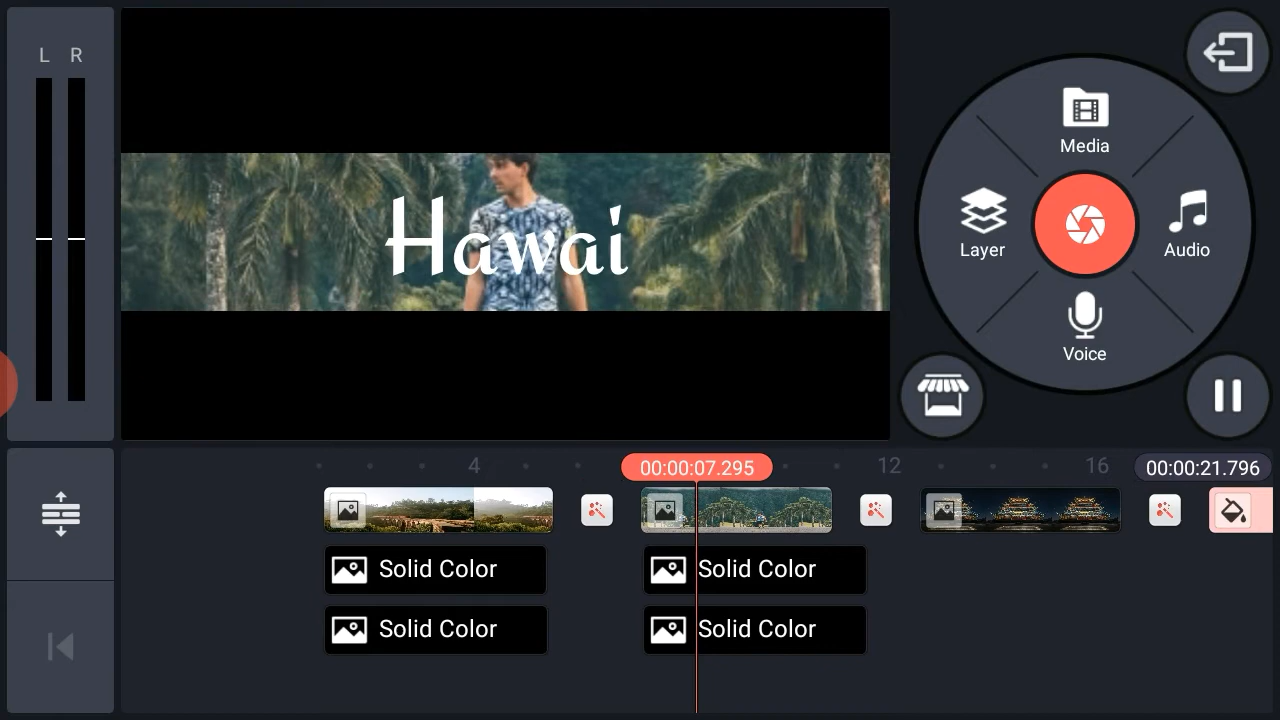 L R
Hawai
Media
Layer
Audio
Voice
4
00:00:07.295
12
16
00:00:21.796
Solid Color
Solid Color
Solid Color
Solid Color